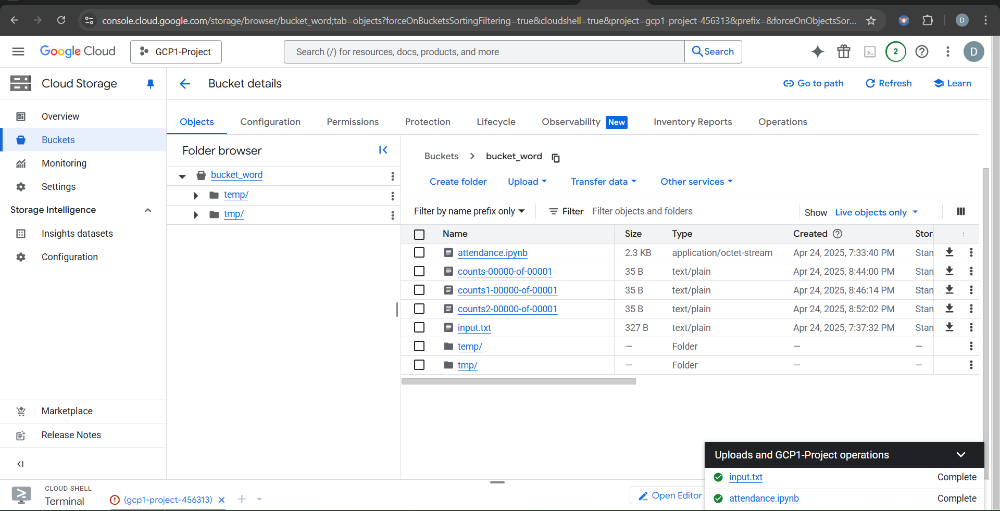 console.cloud.google.com/storage/browser/bucket_word;tab=objects?forceOnBucketsSortingFiltering=true&cloudshell=true&project=gcp1-project-456313&prefix=&forceOnObjectsSor...
D
Google Cloud
GCP1-Project
Search (/) for resources, docs, products, and more
Search
2
D
Cloud Storage
Bucket details
Go to path
Refresh
Learn
Overview
Buckets
Monitoring
Settings
Storage Intelligence
Insights datasets
Configuration
Marketplace
Release Notes
Objects
Configuration
Permissions
Protection
Lifecycle
Observability New
Inventory Reports
Operations
Folder browser
bucket_word
temp/
tmp/
Buckets > bucket_word
Create folder
Upload
Transfer data
Other services
Filter by name prefix only
Filter
Filter objects and folders
Show Live objects only
Name Size Type Created Stor
attendance.ipynb 2.3 KB application/octet-stream Apr 24, 2025, 7:33:40 PM Stan
counts-00000-of-00001 35 B text/plain Apr 24, 2025, 8:44:00 PM Stan
counts1-00000-of-00001 35 B text/plain Apr 24, 2025, 8:46:14 PM Stan
counts2-00000-of-00001 35 B text/plain Apr 24, 2025, 8:52:02 PM Stan
input.txt 327 B text/plain Apr 24, 2025, 7:37:32 PM Stan
temp/ — Folder — —
tmp/ — Folder — —
CLOUD SHELL
Terminal
(gcp1-project-456313)
Open Editor
Uploads and GCP1-Project operations
input.txt Complete
attendance.ipynb Complete